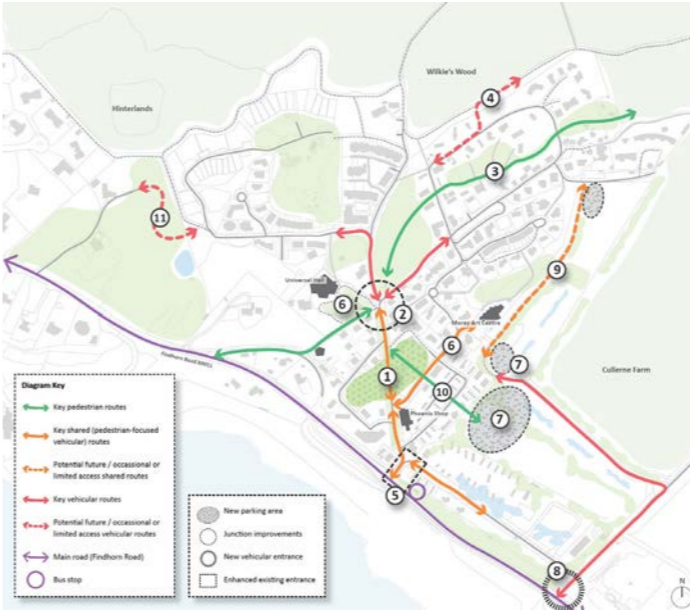 Wilkie's Wood
Hinterlands
4
3
11
9
Universal Hall
6
2
Moray Art Centre
6
Findhorn Road B9011
7
Cullerne Farm
1
10
Phoenix Shop
7
5
8
N
Diagram Key
Key pedestrian routes
Key shared (pedestrian-focused
vehicular) routes
Potential future / occassional or
limited access shared routes
Key vehicular routes
Potential future / occassional or
limited access vehicular routes
Main road (Findhorn Road)
Bus stop
New parking area
Junction improvements
New vehicular entrance
Enhanced existing entrance